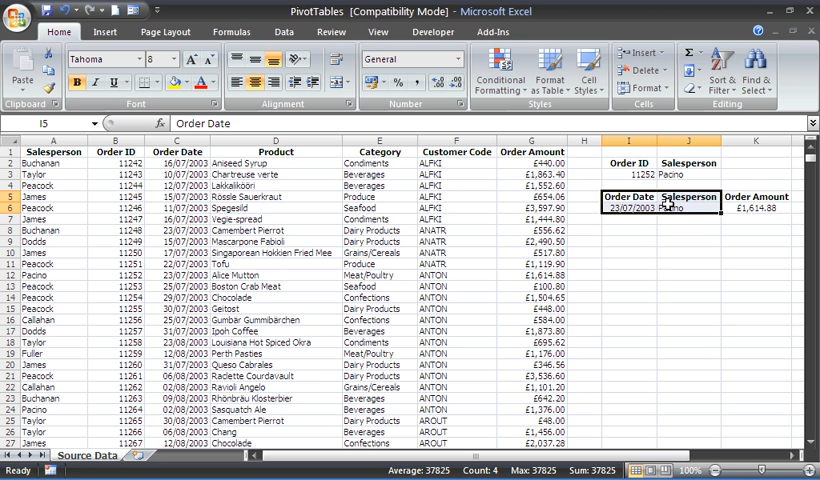 PivotTables [Compatibility Mode] - Microsoft Excel
Home Insert Page Layout Formulas Data Review View Developer Add-Ins
Paste
Clipboard
Tahoma 8
B I U
Font
Alignment
General
Number
Conditional Formatting
Format as Table
Cell Styles
Styles
Insert
Delete
Format
Cells
Sort & Filter
Find & Select
Editing
I5 fx Order Date
A B C D E F G H I J K
1 Salesperson Order ID Order Date Product Category Customer Code Order Amount
2 Buchanan 11242 16/07/2003 Aniseed Syrup Condiments ALFKI £440.00 Order ID Salesperson
3 Taylor 11243 10/07/2003 Chartreuse verte Beverages ALFKI £1,863.40 11252 Pacino
4 Peacock 11244 12/07/2003 Lakkalikööri Beverages ALFKI £1,552.60
5 James 11245 15/07/2003 Rössle Sauerkraut Produce ALFKI £654.06 Order Date Salesperson Order Amount
6 Peacock 11246 11/07/2003 Spegesild Seafood ALFKI £3,597.90 23/07/2003 Pacino £1,614.88
7 James 11247 16/07/2003 Vegie-spread Condiments ALFKI £1,444.80
8 Buchanan 11248 23/07/2003 Camembert Pierrot Dairy Products ANATR £556.62
9 Dodds 11249 15/07/2003 Mascarpone Fabioli Dairy Products ANATR £2,490.50
10 James 11250 17/07/2003 Singaporean Hokkien Fried Mee Grains/Cereals ANATR £517.80
11 James 11251 22/07/2003 Tofu Produce ANATR £1,119.90
12 Pacino 11252 23/07/2003 Alice Mutton Meat/Poultry ANTON £1,614.88
13 Peacock 11253 25/07/2003 Boston Crab Meat Seafood ANTON £100.80
14 Peacock 11254 29/07/2003 Chocolade Confections ANTON £1,504.65
15 Peacock 11255 30/07/2003 Geitost Dairy Products ANTON £448.00
16 Callahan 11256 25/07/2003 Gumbär Gummibärchen Confections ANTON £584.00
17 Dodds 11257 31/07/2003 Ipoh Coffee Beverages ANTON £1,873.80
18 Taylor 11258 23/08/2003 Louisiana Hot Spiced Okra Condiments ANTON £695.62
19 Fuller 11259 12/08/2003 Perth Pasties Meat/Poultry ANTON £1,176.00
20 James 11260 31/07/2003 Queso Cabrales Dairy Products ANTON £346.56
21 Peacock 11261 06/08/2003 Raclette Courdavault Dairy Products ANTON £3,536.60
22 Callahan 11262 02/08/2003 Ravioli Angelo Grains/Cereals ANTON £1,101.20
23 Buchanan 11263 09/08/2003 Rhönbräu Klosterbier Beverages ANTON £642.20
24 Pacino 11264 02/08/2003 Sasquatch Ale Beverages ANTON £1,376.00
25 Taylor 11265 30/08/2003 Camembert Pierrot Dairy Products AROUT £48.00
26 Taylor 11266 06/08/2003 Chang Beverages AROUT £1,456.00
27 James 11267 12/08/2003 Chocolade Confections AROUT £2,037.28
Source Data
Ready Average: 37825 Count: 4 Max: 37825 Sum: 37825 100%